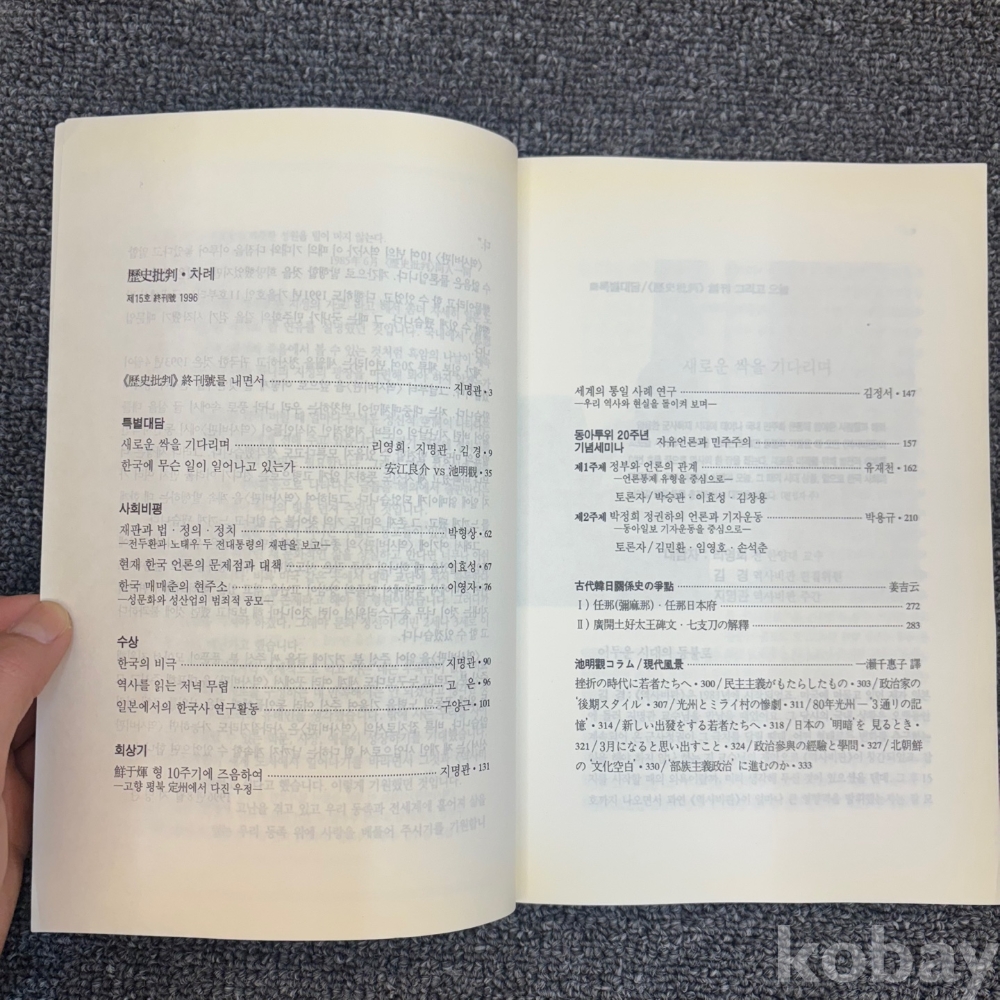 歷史批判 • 차례
제15호 終刊號 1996
《歷史批判》終刊號를 내면서 지명관 • 3
특별대담
새로운 싹을 기다리며 리영희 · 지명관 · 김 경 • 9
한국에 무슨 일이 일어나고 있는가 安江良介 vs 池明觀 • 35
사회비평
재판과 법 · 정의 · 정치 박형상 • 62
—전두환과 노태우 두 전대통령의 재판을 보고—
현재 한국 언론의 문제점과 대책 이효성 • 67
한국 매매춘의 현주소 이영자 • 76
—성문화와 성산업의 범죄적 공모—
수상
한국의 비극 지명관 • 90
역사를 읽는 저녁 무렵 고 은 • 96
일본에서의 한국사 연구활동 구양근 • 101
회상기
鮮于煇 형 10주기에 즈음하여 지명관 • 131
—고향 평북 定州에서 다진 우정—
세계의 통일 사례 연구 김정서 • 147
—우리 역사와 현실을 돌이켜 보며—
동아투위 20주년
기념세미나 자유언론과 민주주의 157
제1주제 정부와 언론의 관계 유재천 • 162
—언론통제 유형을 중심으로—
토론자/박승관 · 이효성 · 김창용
제2주제 박정희 정권하의 언론과 기자운동 박용규 • 210
—동아일보 기자운동을 중심으로—
토론자/김민환 · 임영호 · 손석춘
古代韓日關係史の爭點 姜吉云
Ⅰ) 任那(彌麻那) · 任那日本府 272
Ⅱ) 廣開土好太王碑文 · 七支刀の解釋 283
池明觀コラム/現代風景 一瀬千惠子 譯
挫折の時代に若者たちへ • 300/民主主義がもたらしたもの • 303/政治家の
'後期スタイル' • 307/光州とミライ村の惨劇 • 311/80年光州—'3通りの記
憶' • 314/新しい出發をする若者たちへ • 318/日本の '明暗'を 見るとき •
321/3月になると思い出すこと • 324/政治參與の經驗と學問 • 327/北朝鮮
の '文化空白' • 330/'部族主義政治' に進むのか • 333
kobay